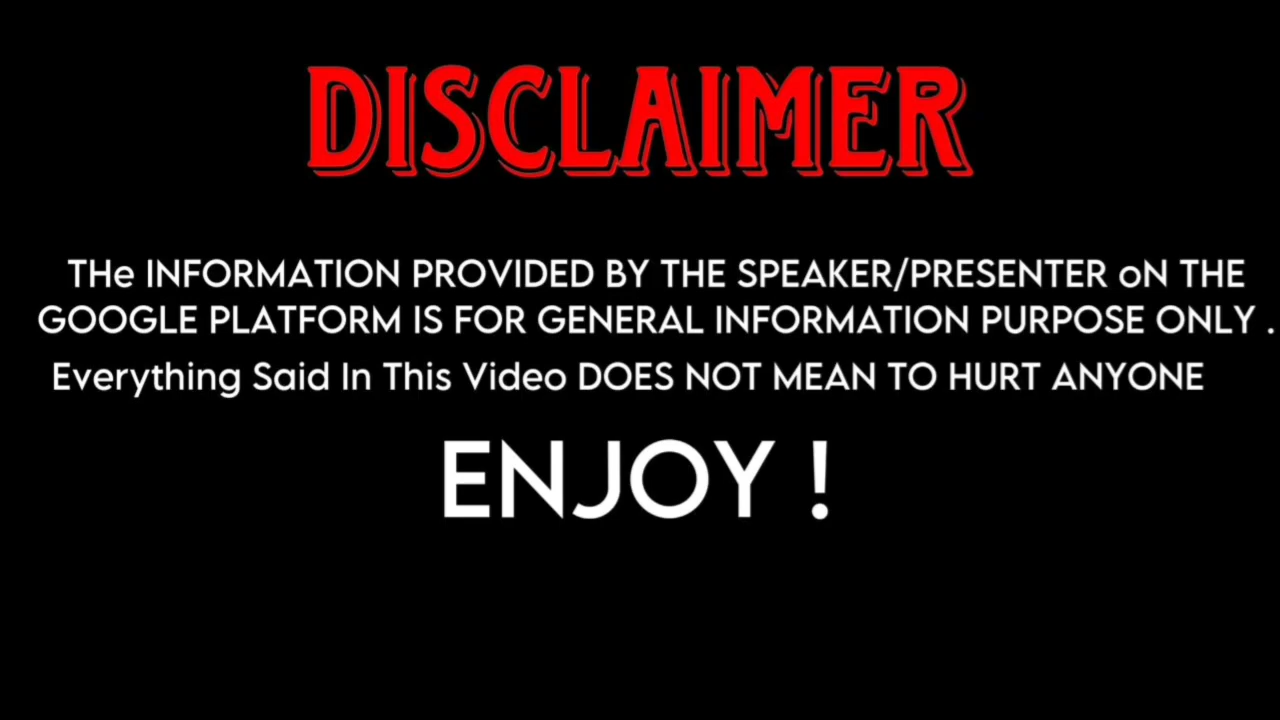 DISCLAIMER
THe INFORMATION PROVIDED BY THE SPEAKER/PRESENTER oN THE
GOOGLE PLATFORM IS FOR GENERAL INFORMATION PURPOSE ONLY .
Everything Said In This Video DOES NOT MEAN TO HURT ANYONE
ENJOY !